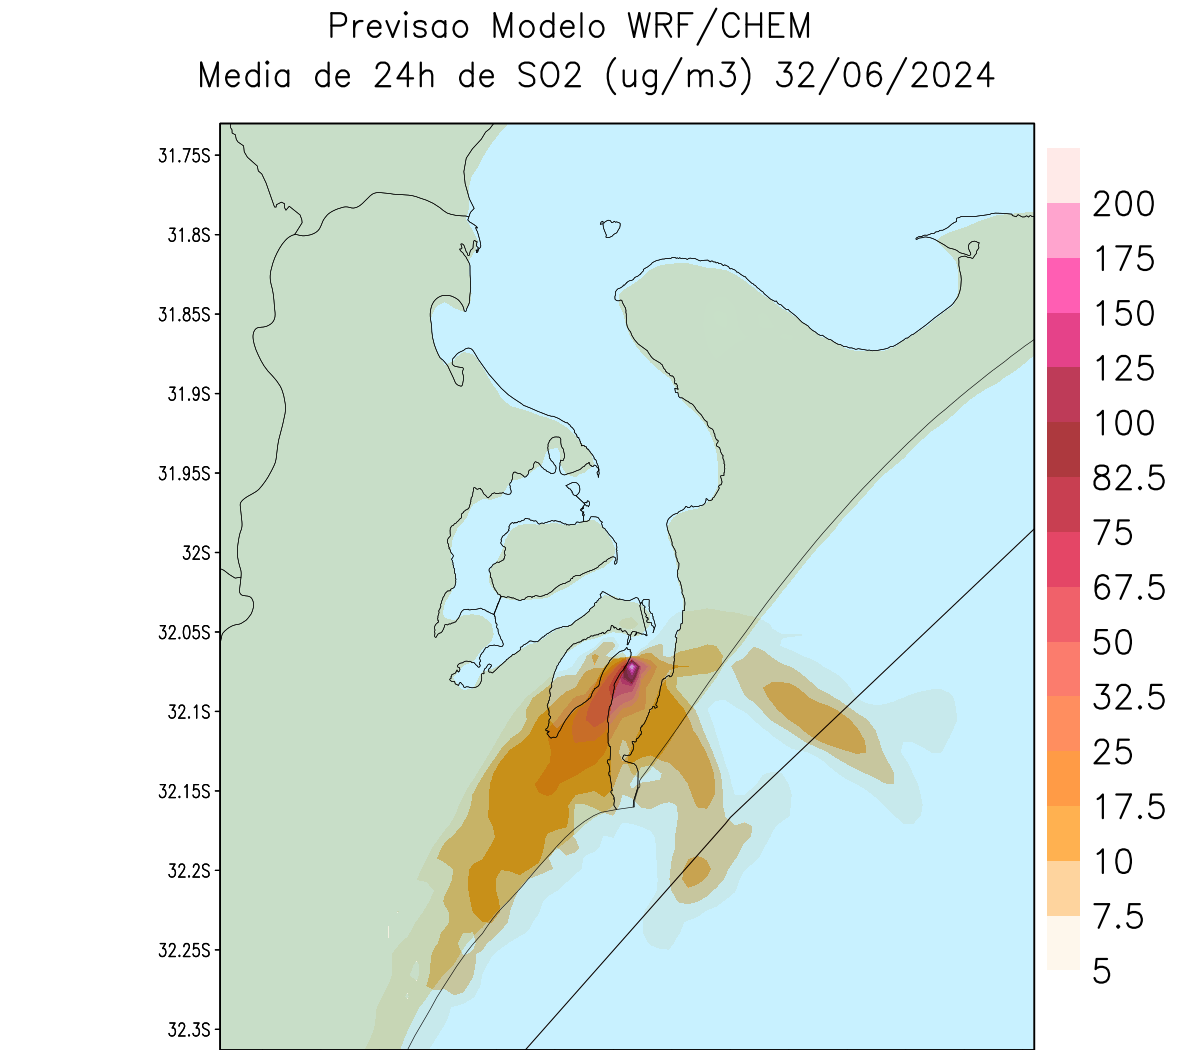 Previsao Modelo WRF/CHEM
Media de 24h de SO2 (ug/m3) 32/06/2024
31.75S
31.8S
31.85S
31.9S
31.95S
32S
32.05S
32.1S
32.15S
32.2S
32.25S
32.3S
200
175
150
125
100
82.5
75
67.5
50
32.5
25
17.5
10
7.5
5